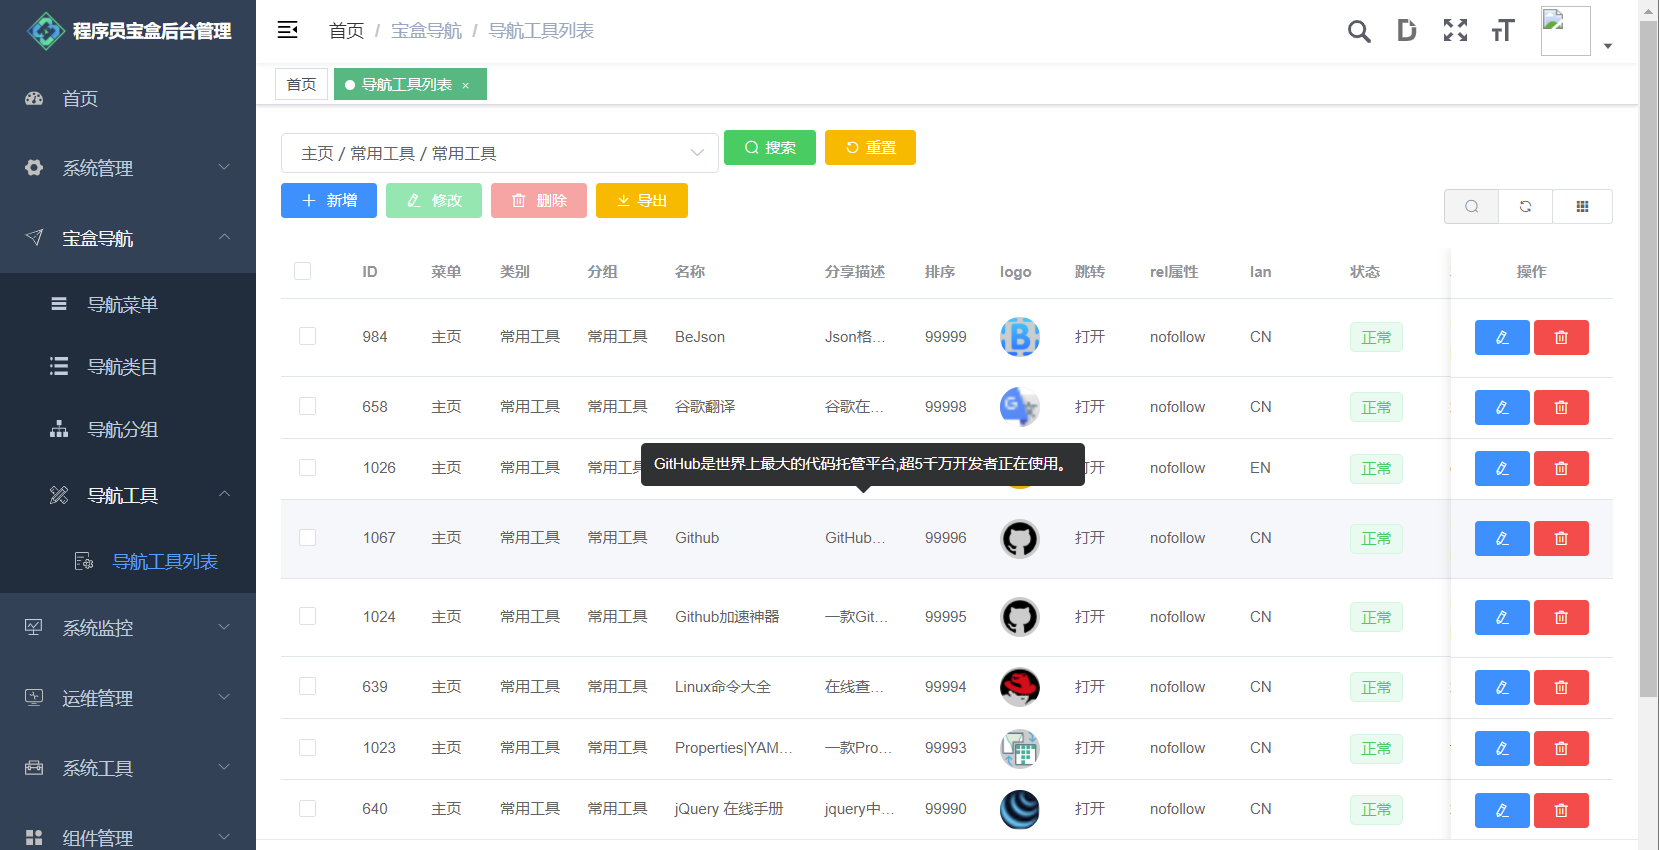 程序员宝盒后台管理
首页
系统管理
宝盒导航
导航菜单
导航类目
导航分组
导航工具
导航工具列表
系统监控
运维管理
系统工具
组件管理
首页 / 宝盒导航 / 导航工具列表
首页 导航工具列表 ×
主页 / 常用工具 / 常用工具 搜索 重置
新增 修改 删除 导出
ID 菜单 类别 分组 名称 分享描述 排序 logo 跳转 rel属性 lan 状态 操作
984 主页 常用工具 常用工具 BeJson Json格... 99999 打开 nofollow CN 正常
658 主页 常用工具 常用工具 谷歌翻译 谷歌在... 99998 打开 nofollow CN 正常
GitHub是世界上最大的代码托管平台,超5千万开发者正在使用。
1026 主页 常用工具 常用工具 打开 nofollow EN 正常
1067 主页 常用工具 常用工具 Github GitHub... 99996 打开 nofollow CN 正常
1024 主页 常用工具 常用工具 Github加速神器 一款Git... 99995 打开 nofollow CN 正常
639 主页 常用工具 常用工具 Linux命令大全 在线查... 99994 打开 nofollow CN 正常
1023 主页 常用工具 常用工具 Properties|YAM... 一款Pro... 99993 打开 nofollow CN 正常
640 主页 常用工具 常用工具 jQuery 在线手册 jquery中... 99990 打开 nofollow CN 正常